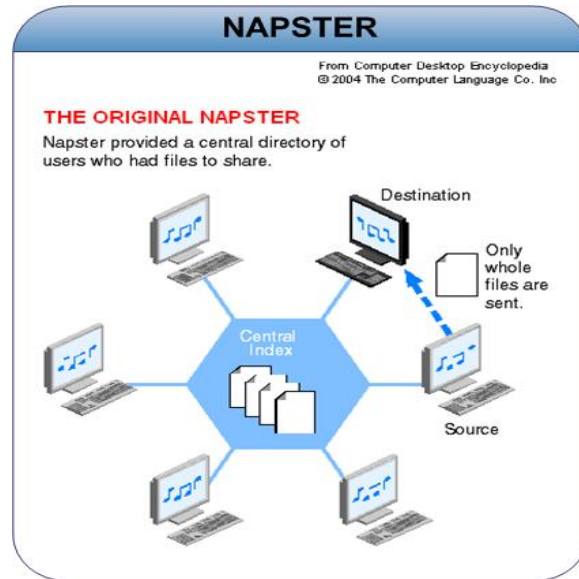 NAPSTER
From Computer Desktop Encyclopedia
© 2004 The Computer Language Co. Inc
THE ORIGINAL NAPSTER
Napster provided a central directory of
users who had files to share.
Destination
Only
whole
files are
sent.
Central
Index
Source